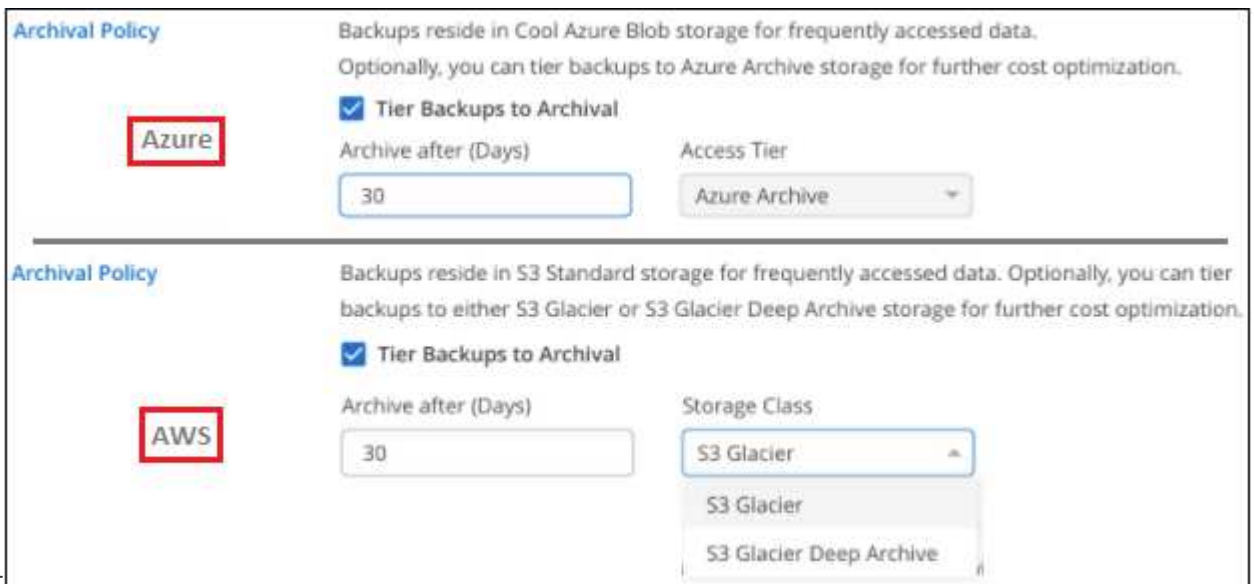 Archival Policy
Backups reside in Cool Azure Blob storage for frequently accessed data.
Optionally, you can tier backups to Azure Archive storage for further cost optimization.
Tier Backups to Archival
Azure
Archive after (Days)
Access Tier
30
Azure Archive
Archival Policy
Backups reside in S3 Standard storage for frequently accessed data. Optionally, you can tier
backups to either S3 Glacier or S3 Glacier Deep Archive storage for further cost optimization.
Tier Backups to Archival
AWS
Archive after (Days)
Storage Class
30
S3 Glacier
S3 Glacier
S3 Glacier Deep Archive